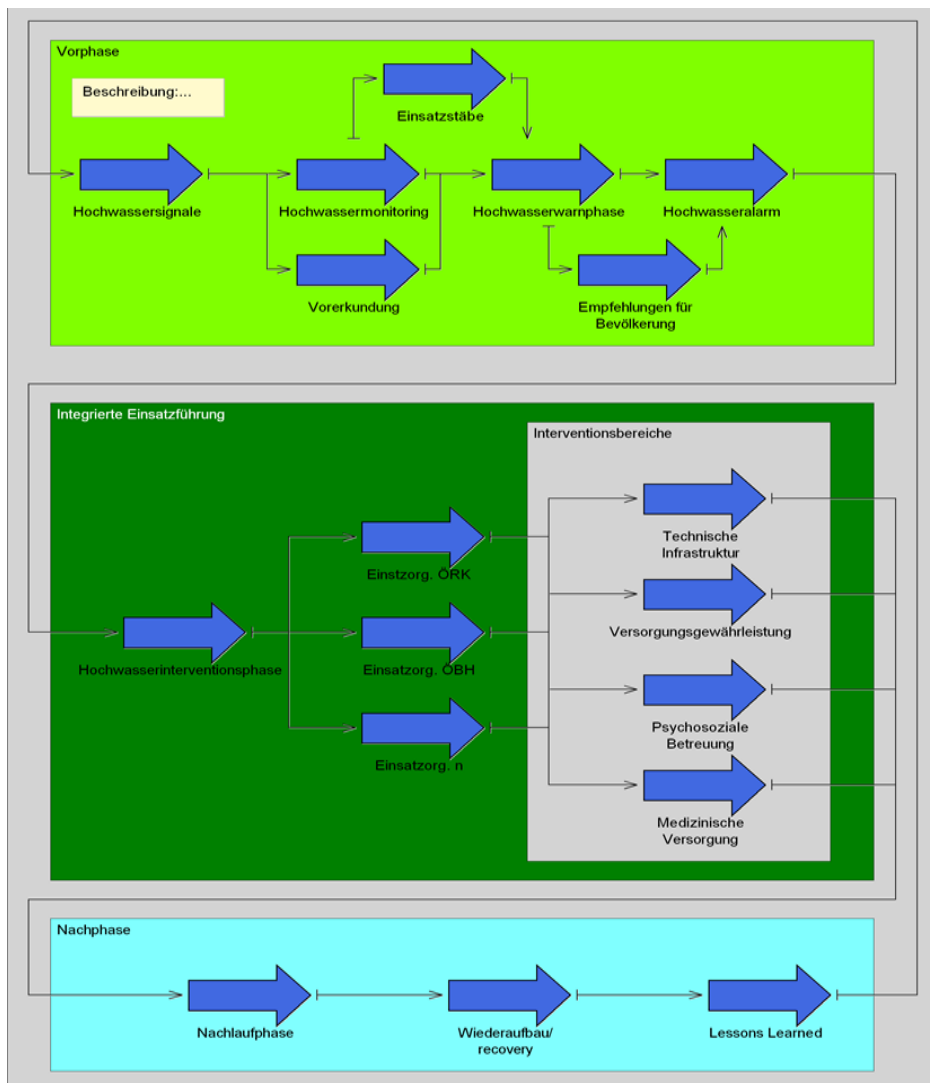 Vorphase
Beschreibung:...
Einsatzstäbe
Hochwassersignale
Hochwassermonitoring
Hochwasserwarnphase
Hochwasseralarm
Vorerkundung
Empfehlungen für
Bevölkerung
Integrierte Einsatzführung
Interventionsbereiche
Technische
Infrastruktur
Einstzorg. ÖRK
Versorgungsgewährleistung
Hochwasserinterventionsphase
Einsatzorg. ÖBH
Psychosoziale
Betreuung
Einsatzorg. n
Medizinische
Versorgung
Nachphase
Nachlaufphase
Wiederaufbau/
recovery
Lessons Learned